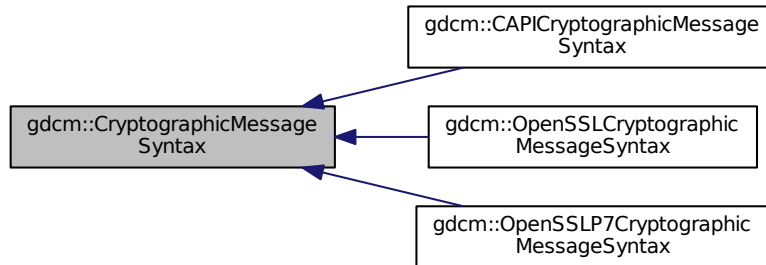 gdcm::CAPICryptographicMessage
Syntax
gdcm::CryptographicMessage
Syntax
gdcm::OpenSSLCryptographic
MessageSyntax
gdcm::OpenSSLP7Cryptographic
MessageSyntax